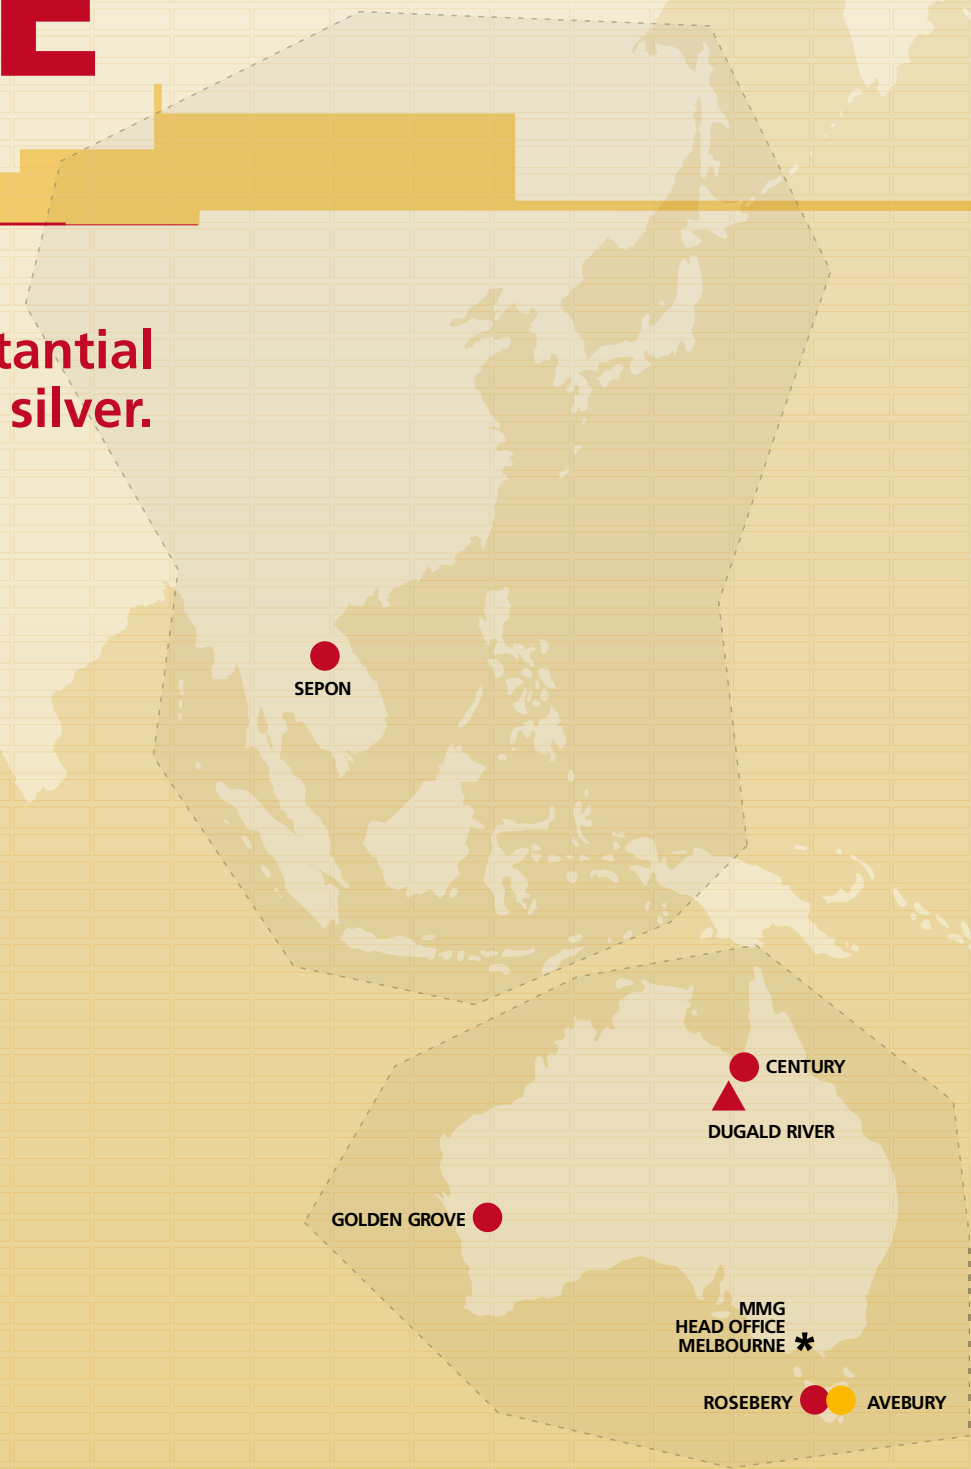 tantial
silver.
SEPON
CENTURY
DUGALD RIVER
GOLDEN GROVE
MMG
HEAD OFFICE
MELBOURNE *
ROSEBERY
AVEBURY